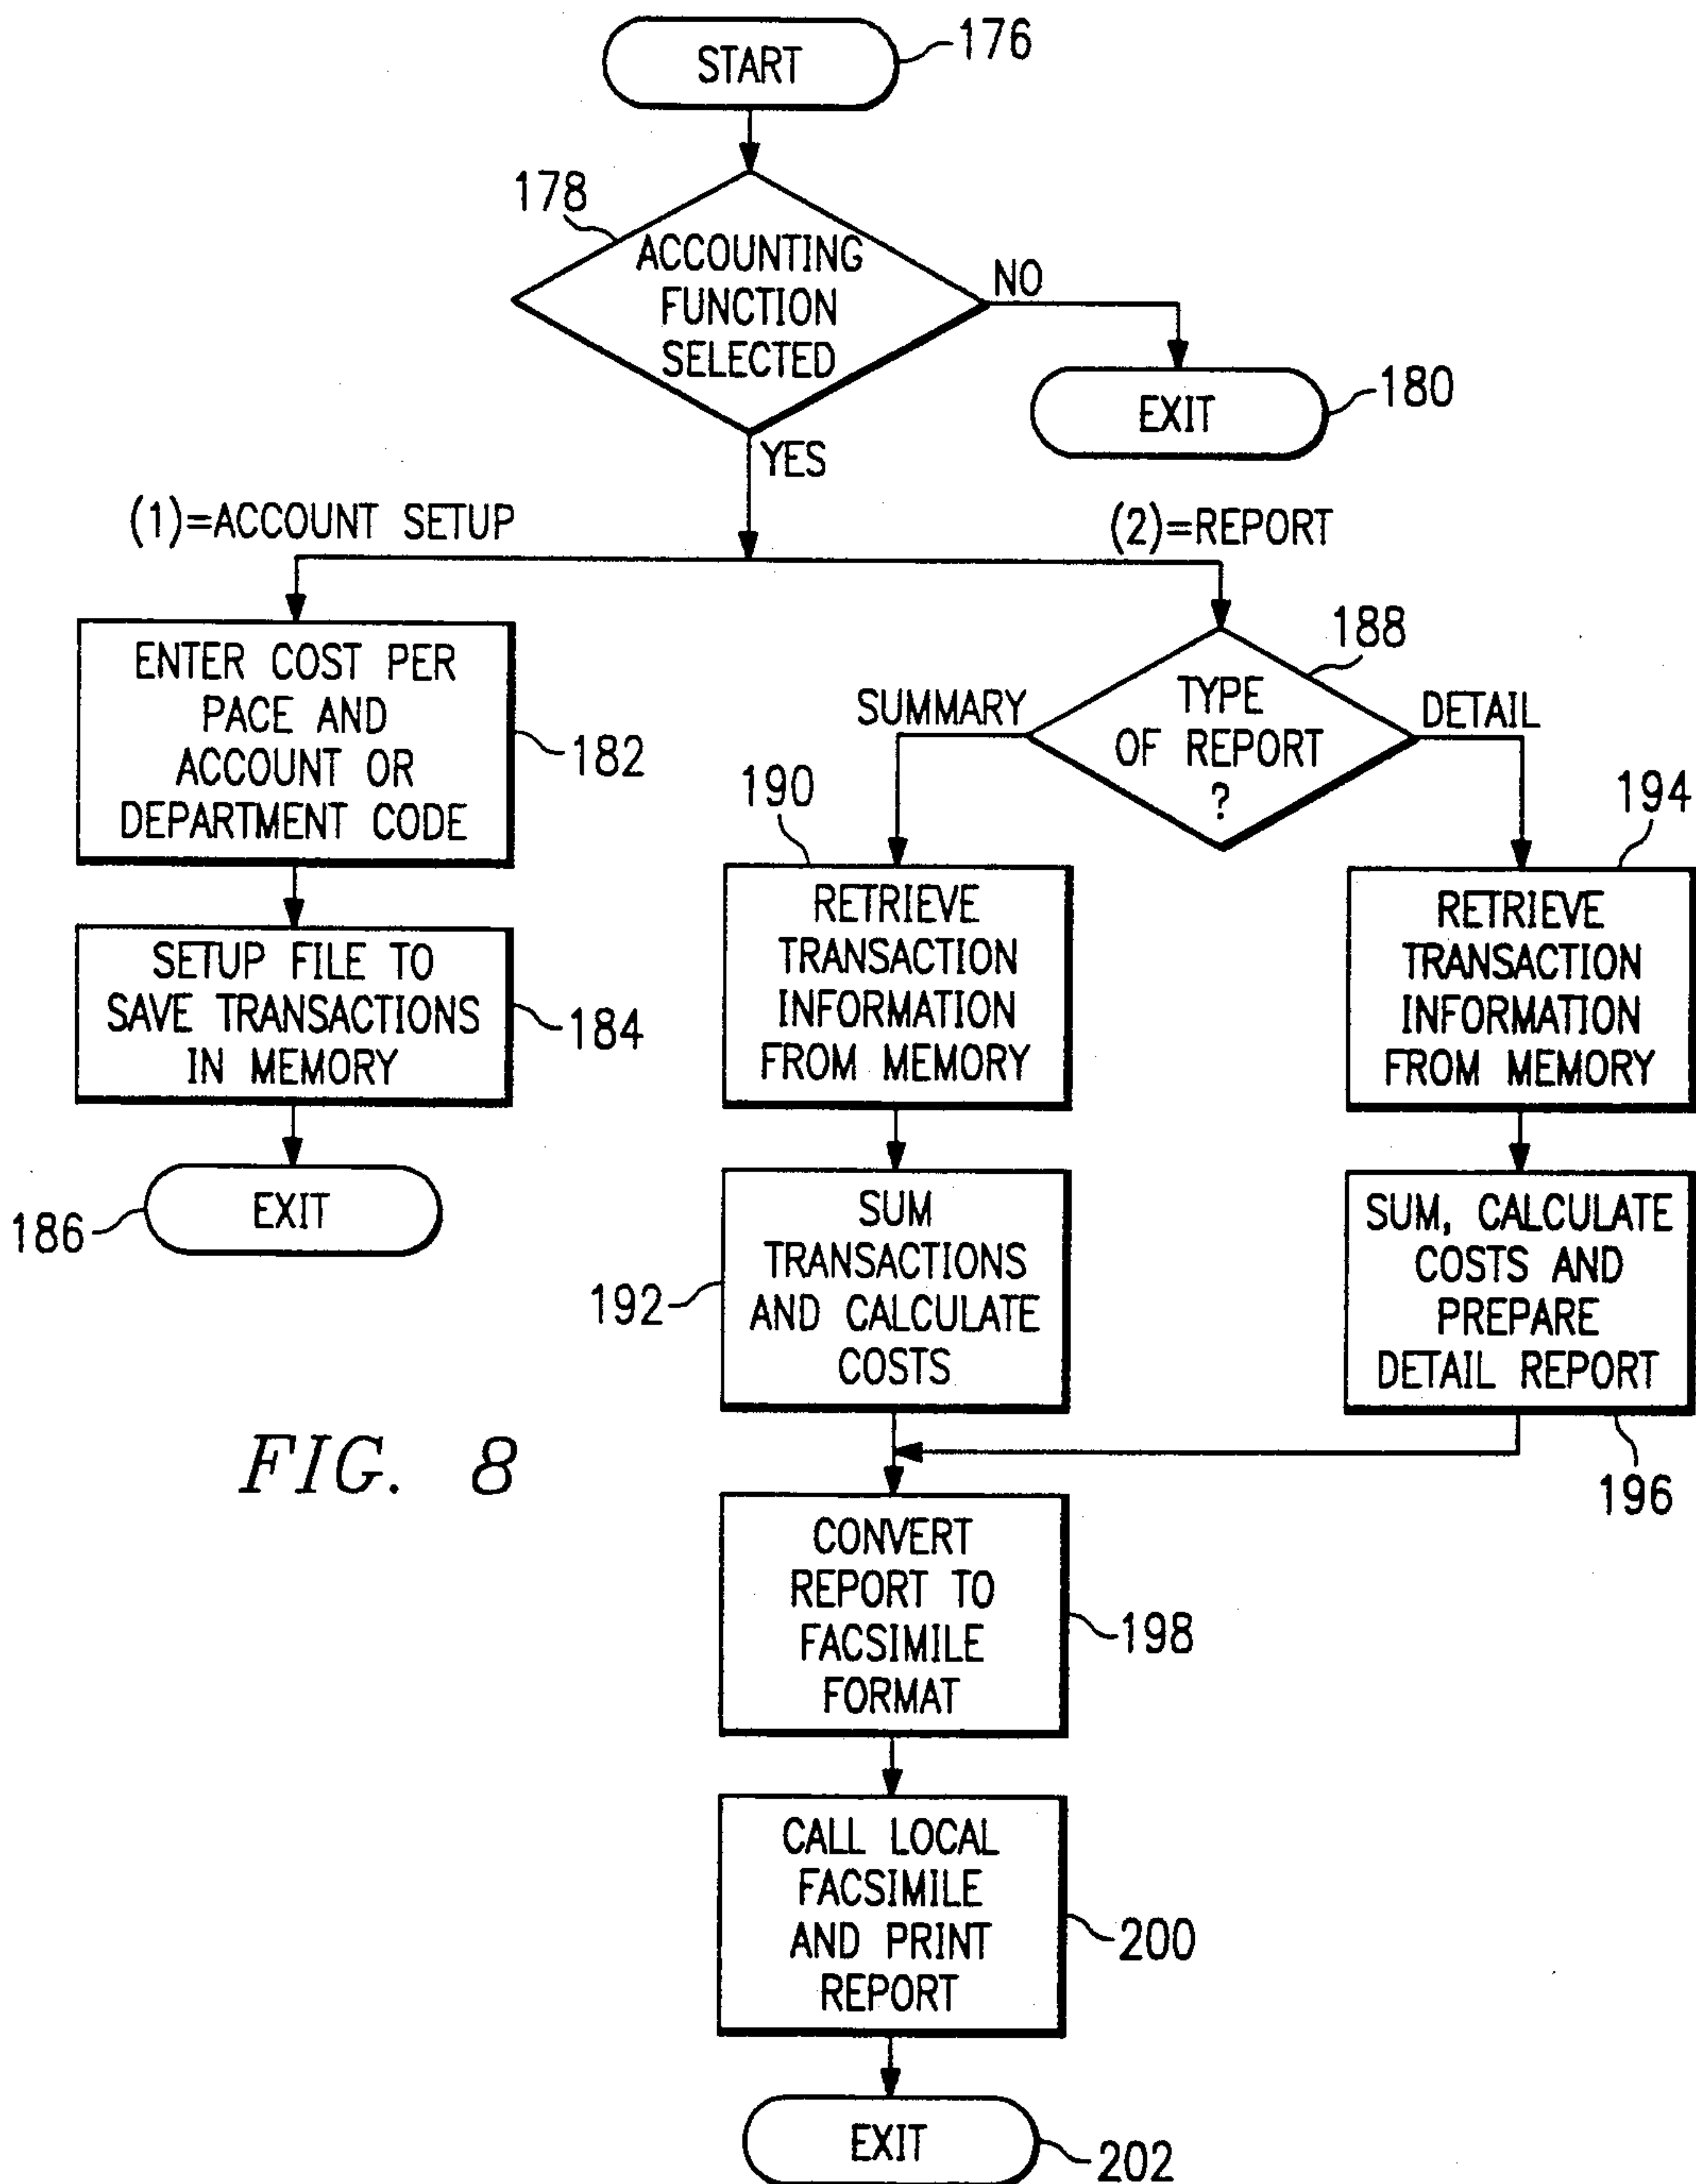 START
176
178
ACCOUNTING
FUNCTION
SELECTED
NO
EXIT
180
YES
(1)=ACCOUNT SETUP
(2)=REPORT
ENTER COST PER
PACE AND
ACCOUNT OR
DEPARTMENT CODE
182
SETUP FILE TO
SAVE TRANSACTIONS
IN MEMORY
184
EXIT
186
188
TYPE
OF REPORT
?
SUMMARY
DETAIL
190
RETRIEVE
TRANSACTION
INFORMATION
FROM MEMORY
194
RETRIEVE
TRANSACTION
INFORMATION
FROM MEMORY
SUM
TRANSACTIONS
AND CALCULATE
COSTS
192
SUM, CALCULATE
COSTS AND
PREPARE
DETAIL REPORT
196
FIG. 8
CONVERT
REPORT TO
FACSIMILE
FORMAT
198
CALL LOCAL
FACSIMILE
AND PRINT
REPORT
200
EXIT
202